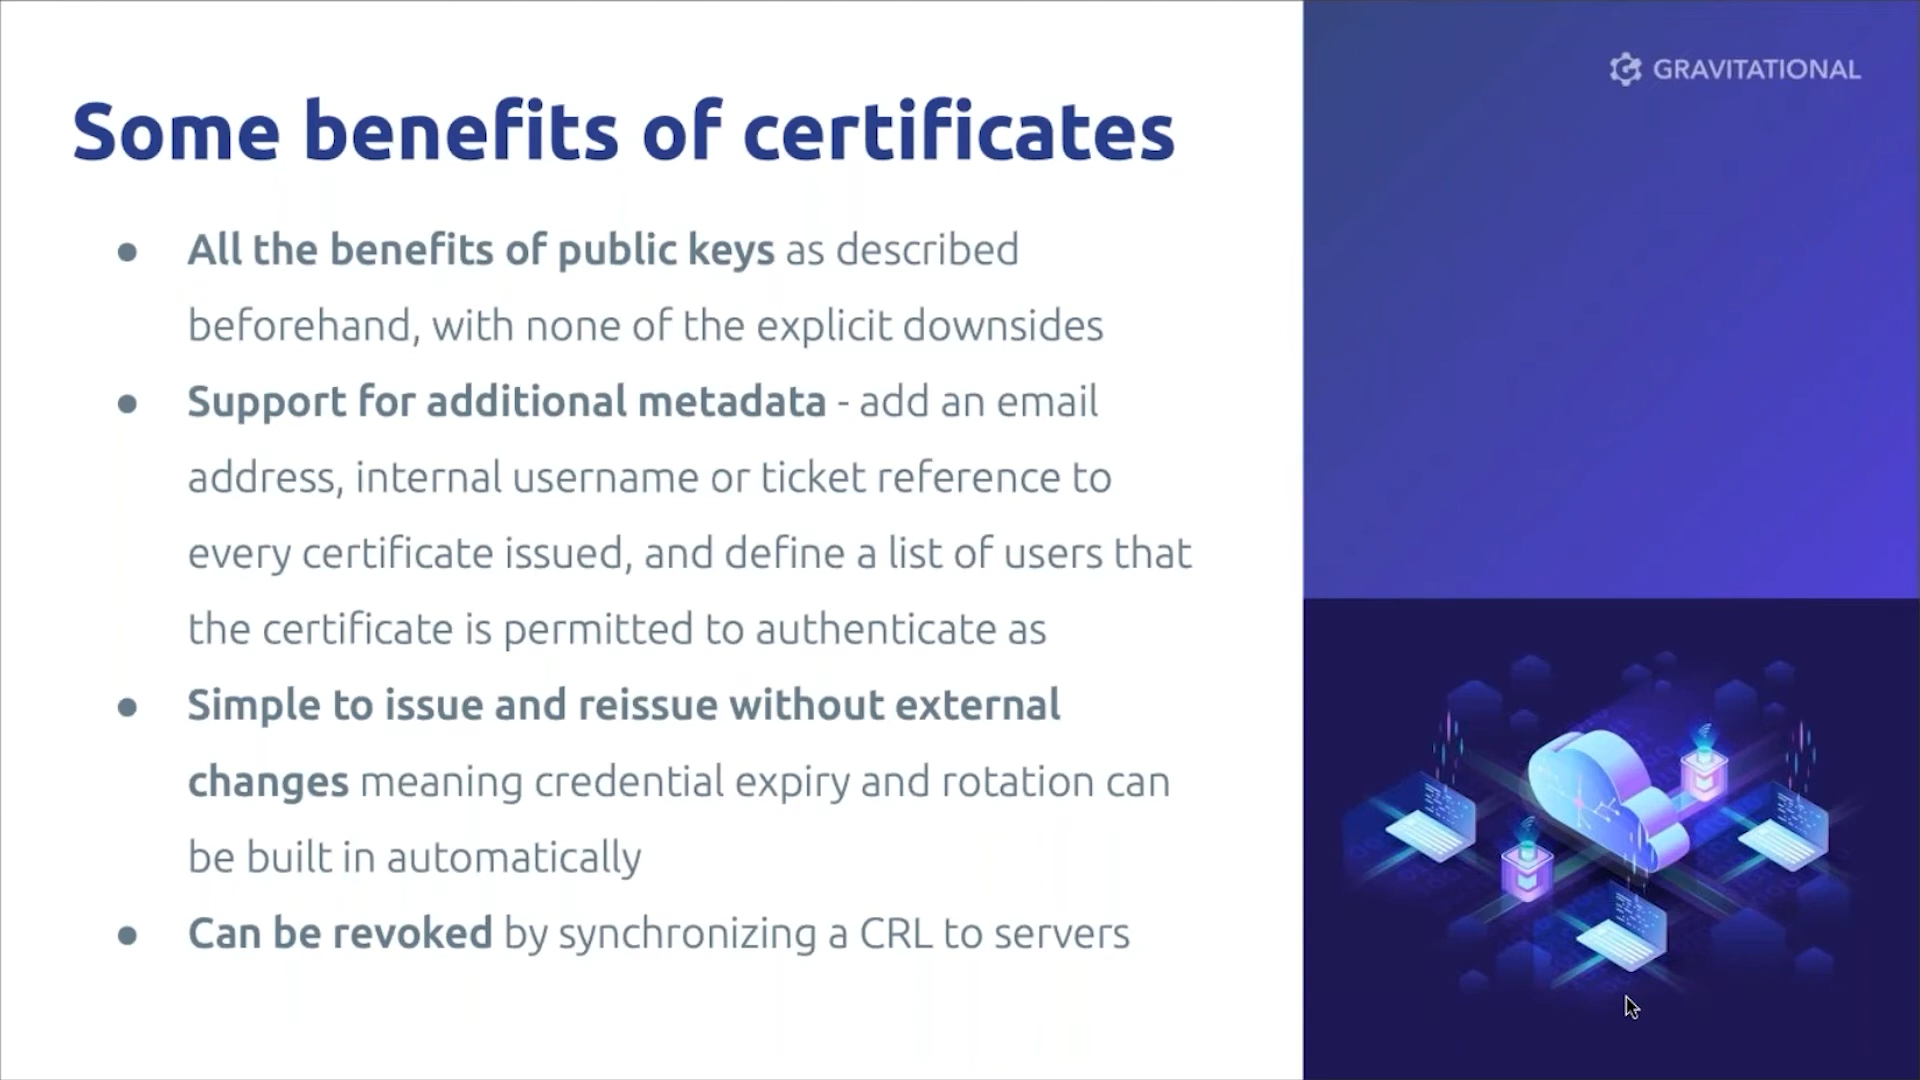 GRAVITATIONAL
Some benefits of certificates
● All the benefits of public keys as described
beforehand, with none of the explicit downsides
● Support for additional metadata - add an email
address, internal username or ticket reference to
every certificate issued, and define a list of users that
the certificate is permitted to authenticate as
● Simple to issue and reissue without external
changes meaning credential expiry and rotation can
be built in automatically
● Can be revoked by synchronizing a CRL to servers